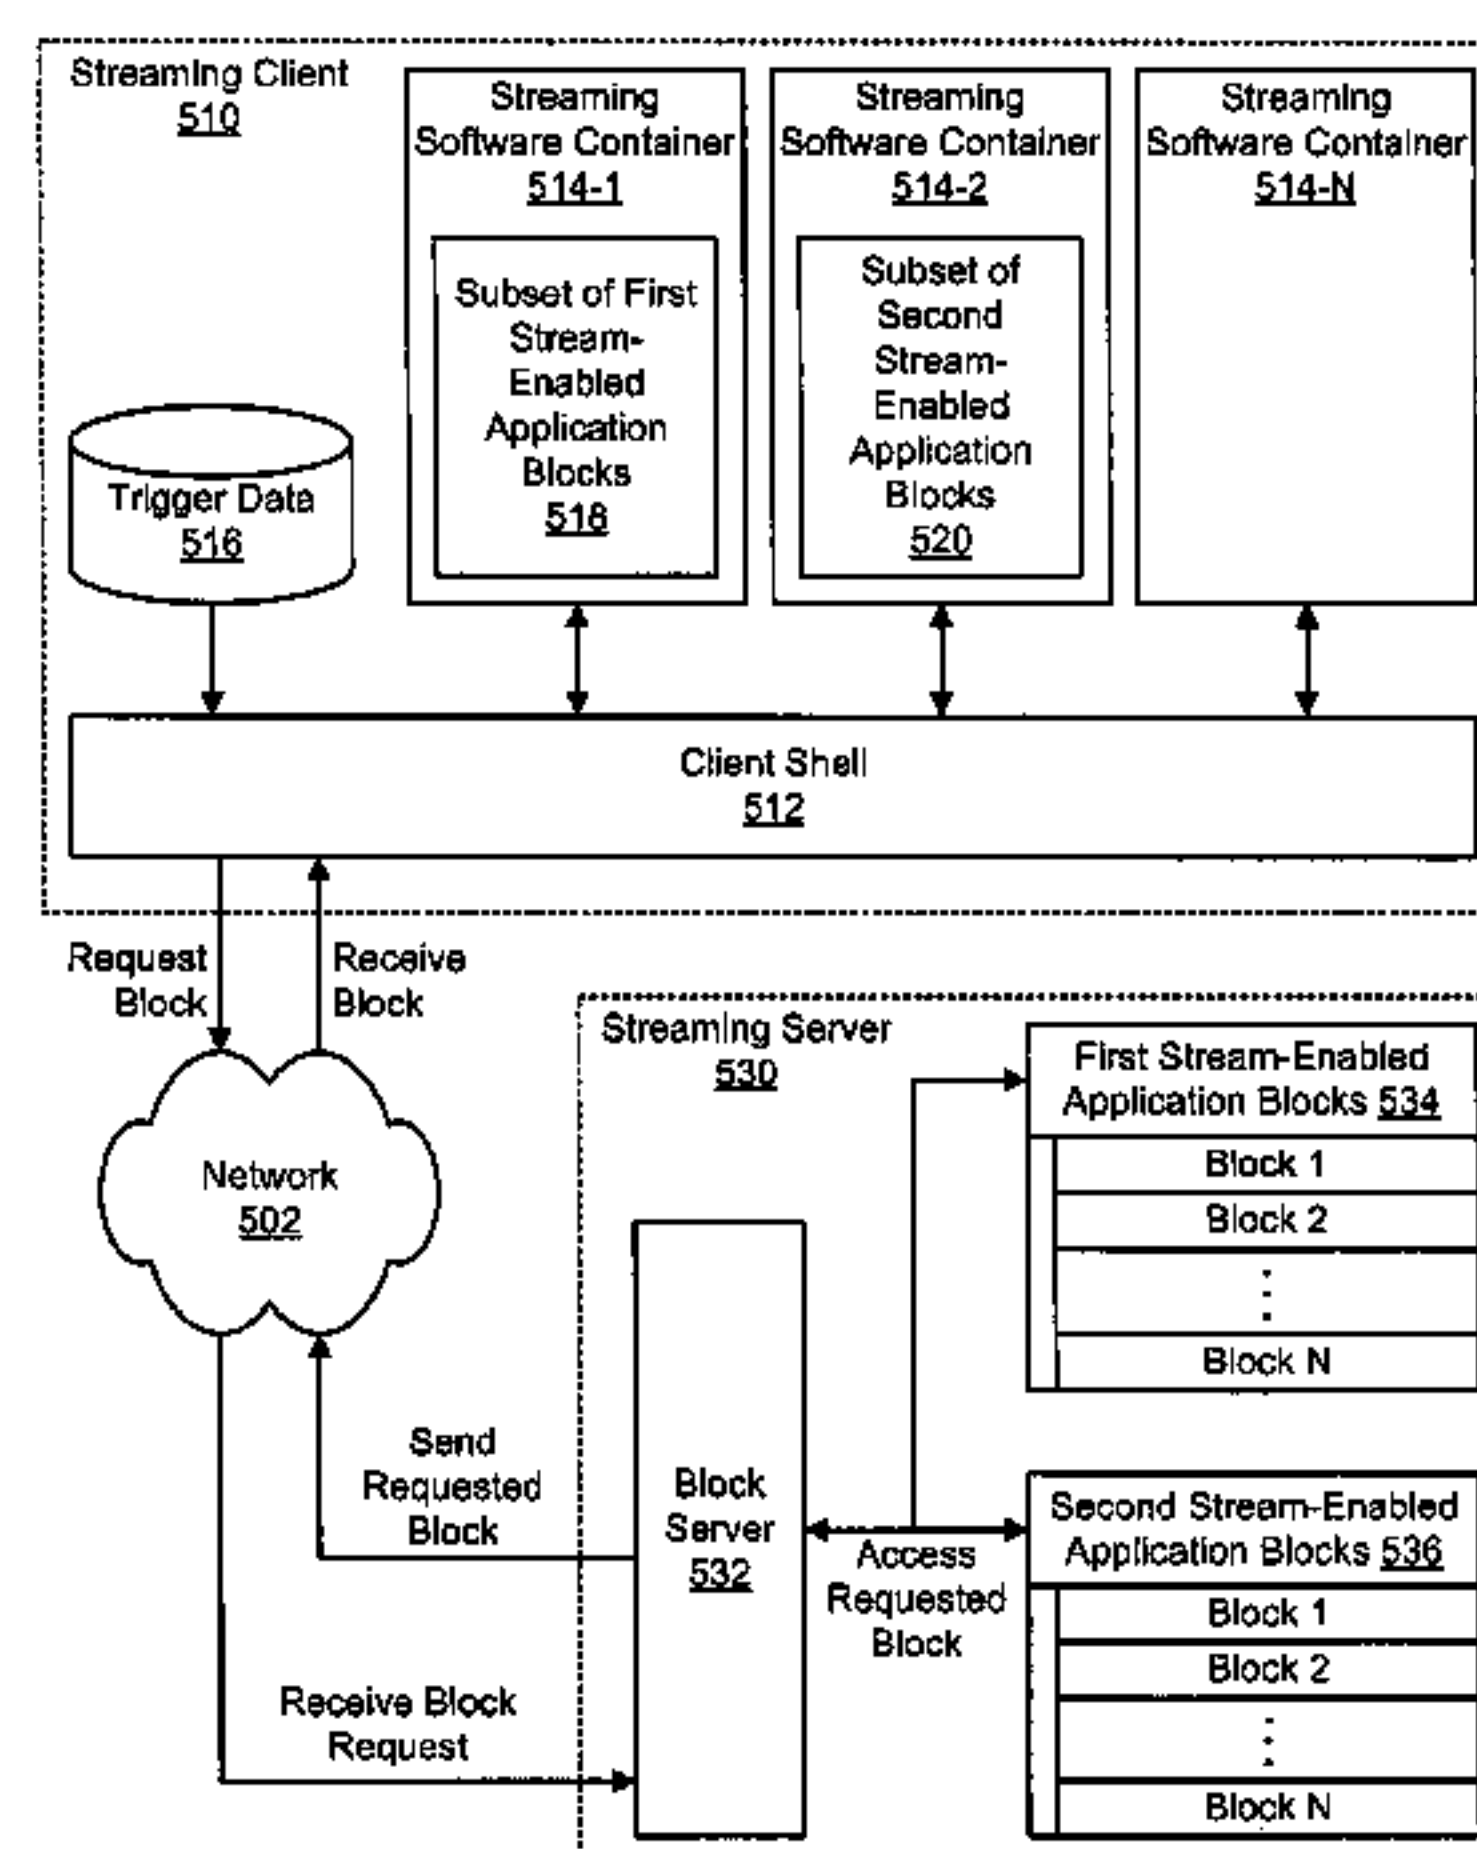 Streaming Client
510
Streaming
Software Container
514-1
Subset of First
Stream-
Enabled
Application
Blocks
518
Streaming
Software Container
514-2
Subset of
Second
Stream-
Enabled
Application
Blocks
520
Streaming
Software Container
514-N
Trigger Data
516
Client Shell
512
Request
Block
Receive
Block
Network
502
Streaming Server
530
First Stream-Enabled
Application Blocks 534
Block 1
Block 2
Block N
Send
Requested
Block
Block
Server
532
Access
Requested
Block
Second Stream-Enabled
Application Blocks 536
Block 1
Block 2
Block N
Receive Block
Request